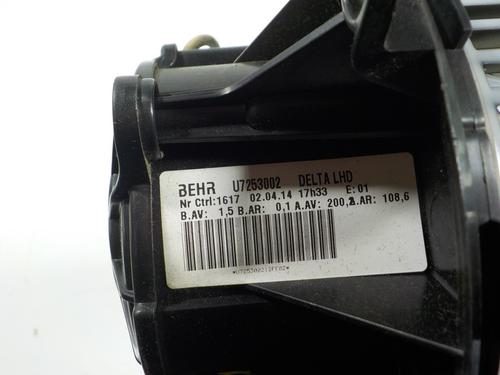 BEHR U7253002 DELTA LHD
Nr Ctrl:1617 02.04.14 17h33 E:01
B.AV: 1,5 B.AR: 0,1 A.AV: 200, A.AR: 108,6